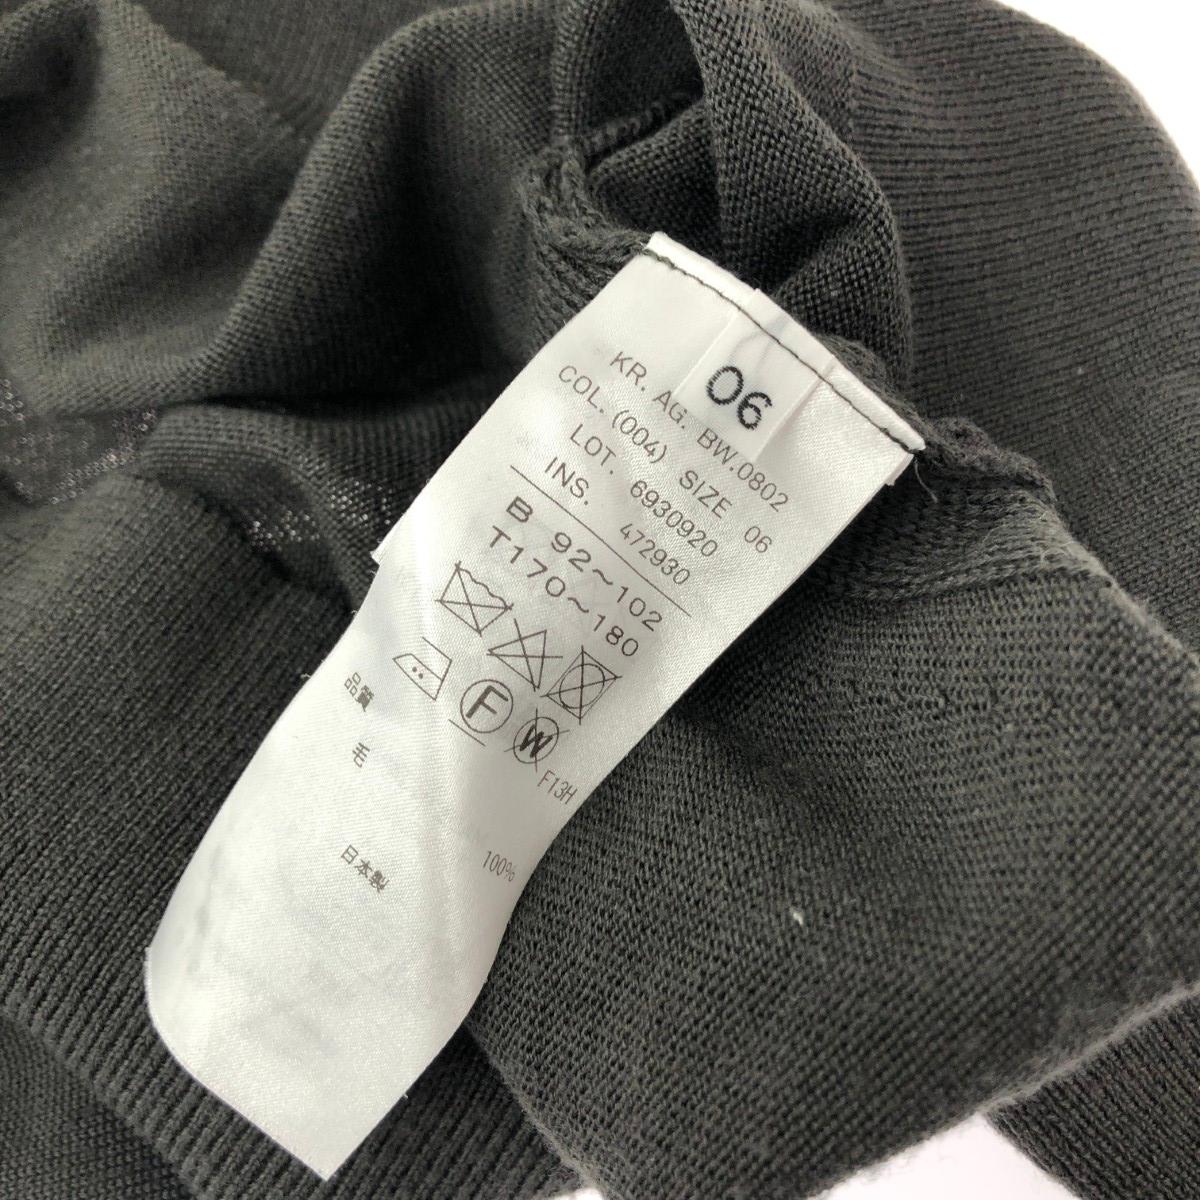 06
KR. AG. BW.0802
COL. (004) SIZE 06
LOT. 6930920
INS. 472930
B 92~102
T170~180
F W
F13H
品質
毛 100%
日本製